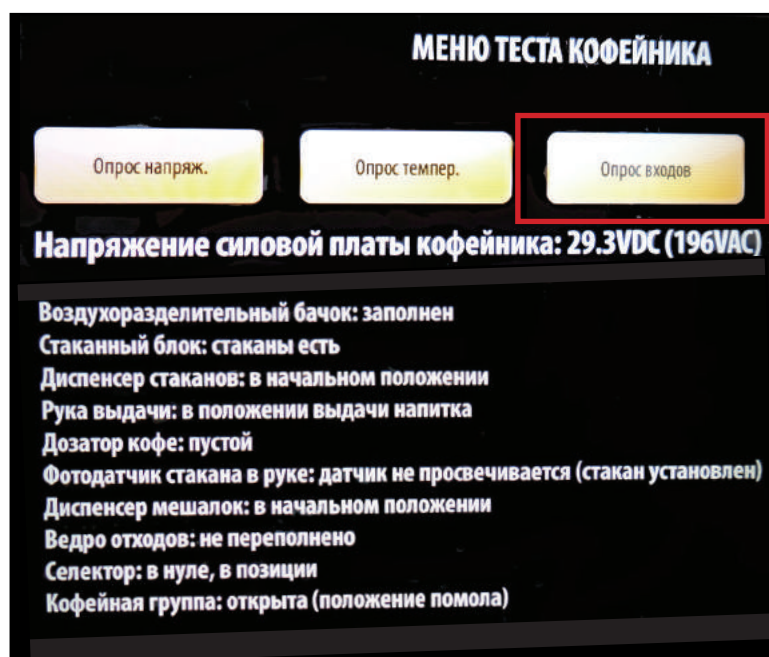 МЕНЮ ТЕСТА КОФЕЙНИКА
Опрос напряж. Опрос темпер. Опрос входов
Напряжение силовой платы кофейника: 29.3VDC (196VAC)
Воздухоразделительный бачок: заполнен
Стаканный блок: стаканы есть
Диспенсер стаканов: в начальном положении
Рука выдачи: в положении выдачи напитка
Дозатор кофе: пустой
Фотодатчик стакана в руке: датчик не просвечивается (стакан установлен)
Диспенсер мешалок: в начальном положении
Ведро отходов: не переполнено
Селектор: в нуле, в позиции
Кофейная группа: открыта (положение помола)